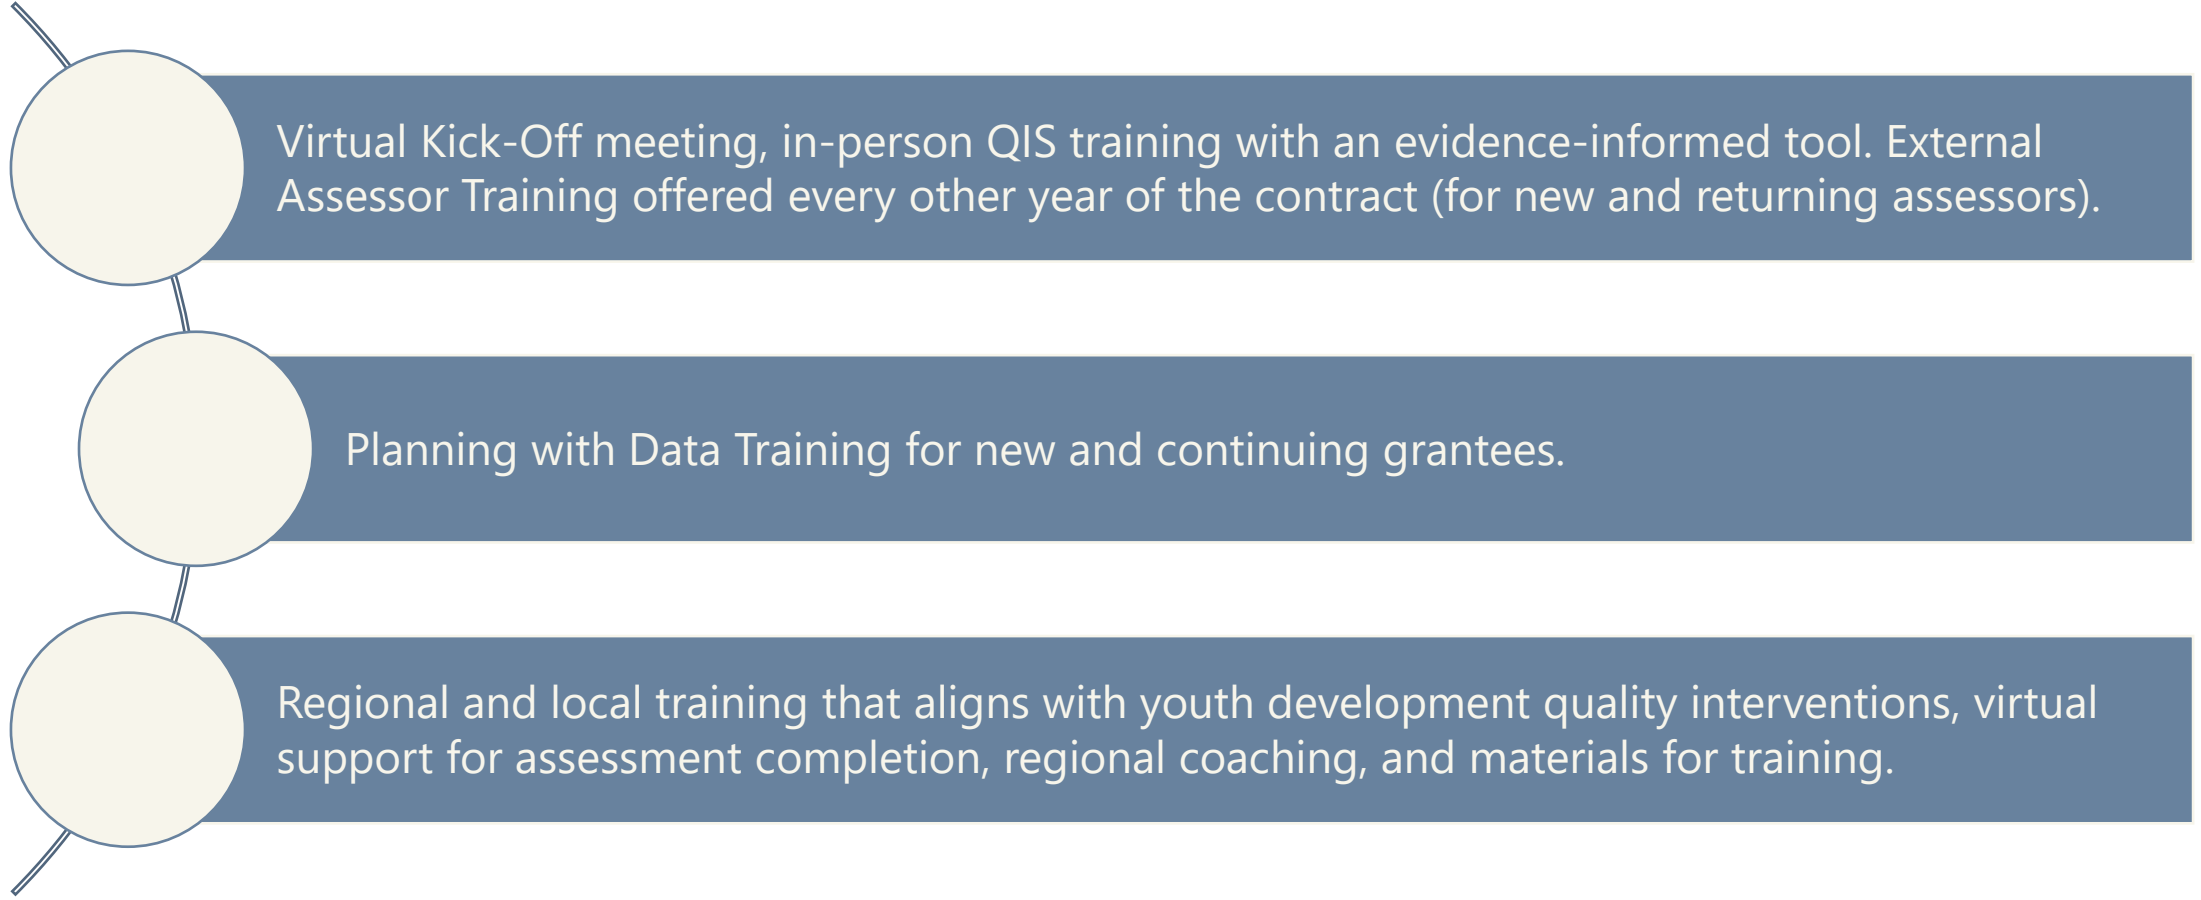 Virtual Kick-Off meeting, in-person QIS training with an evidence-informed tool. External
Assessor Training offered every other year of the contract (for new and returning assessors).
Planning with Data Training for new and continuing grantees.
Regional and local training that aligns with youth development quality interventions, virtual
support for assessment completion, regional coaching, and materials for training.